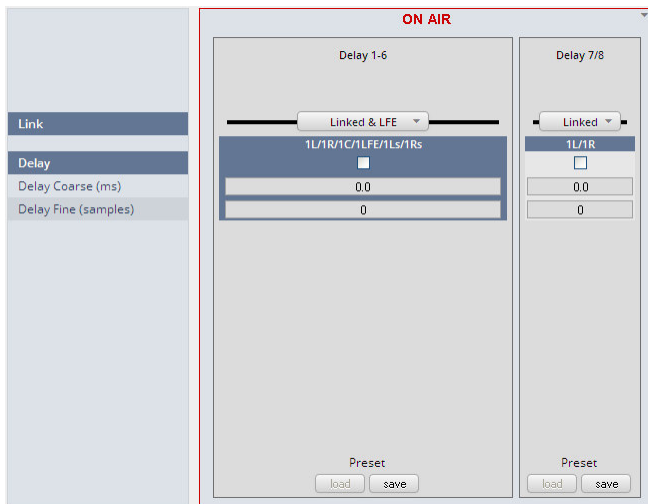 ON AIR
Delay 1-6
Delay 7/8
Link
Linked & LFE
Linked
1L/1R/1C/1LFE/1Ls/1Rs
1L/1R
Delay
Delay Coarse (ms)
0.0
0.0
Delay Fine (samples)
0
0
Preset
Preset
load
save
load
save